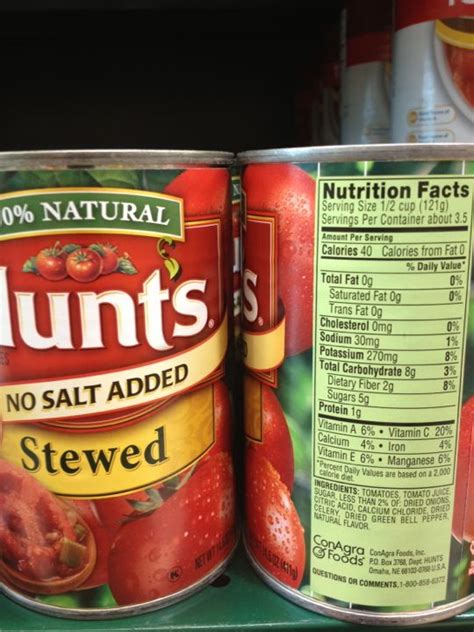 0% NATURAL
Hunt's
NO SALT ADDED
Stewed
Nutrition Facts
Serving Size 1/2 cup (121g)
Servings Per Container about 3.5
Amount Per Serving
Calories 40 Calories from Fat 0
% Daily Value*
Total Fat 0g 0%
Saturated Fat 0g 0%
Trans Fat 0g
Cholesterol 0mg 0%
Sodium 30mg 1%
Potassium 270mg 8%
Total Carbohydrate 8g 3%
Dietary Fiber 2g 8%
Sugars 5g
Protein 1g
Vitamin A 6% • Vitamin C 20%
Calcium 4% • Iron 4%
Vitamin E 6% • Manganese 6%
*Percent Daily Values are based on a 2,000
calorie diet.
INGREDIENTS: TOMATOES, TOMATO JUICE,
SUGAR, LESS THAN 2% OF: DRIED ONIONS,
CITRIC ACID, CALCIUM CHLORIDE, DRIED
CELERY, DRIED GREEN BELL PEPPER,
NATURAL FLAVOR.
ConAgra
Foods
ConAgra Foods, Inc.
P.O. Box 3768, Dept. HUNTS
Omaha, NE 68103-0768 U.S.A.
QUESTIONS OR COMMENTS, 1-800-858-6372